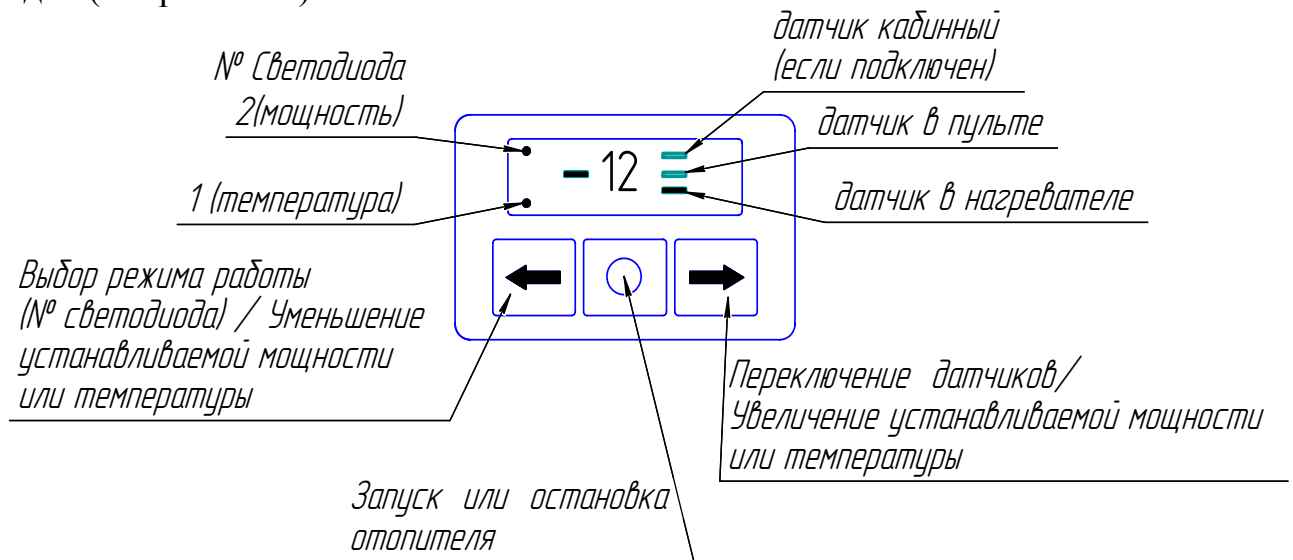 № Светодиода
2(мощность)
1 (температура)
датчик кабинный
(если подключен)
датчик в пульте
датчик в нагревателе
- 12
Выбор режима работы
(№ светодиода) / Уменьшение
устанавливаемой мощности
или температуры
Переключение датчиков/
Увеличение устанавливаемой мощности
или температуры
Запуск или остановка
отопителя